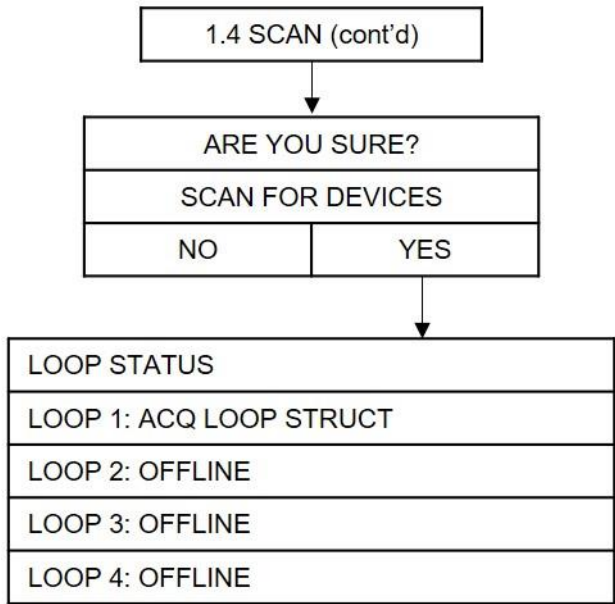 1.4 SCAN (cont’d)
ARE YOU SURE?
SCAN FOR DEVICES
NO
YES
LOOP STATUS
LOOP 1: ACQ LOOP STRUCT
LOOP 2: OFFLINE
LOOP 3: OFFLINE
LOOP 4: OFFLINE